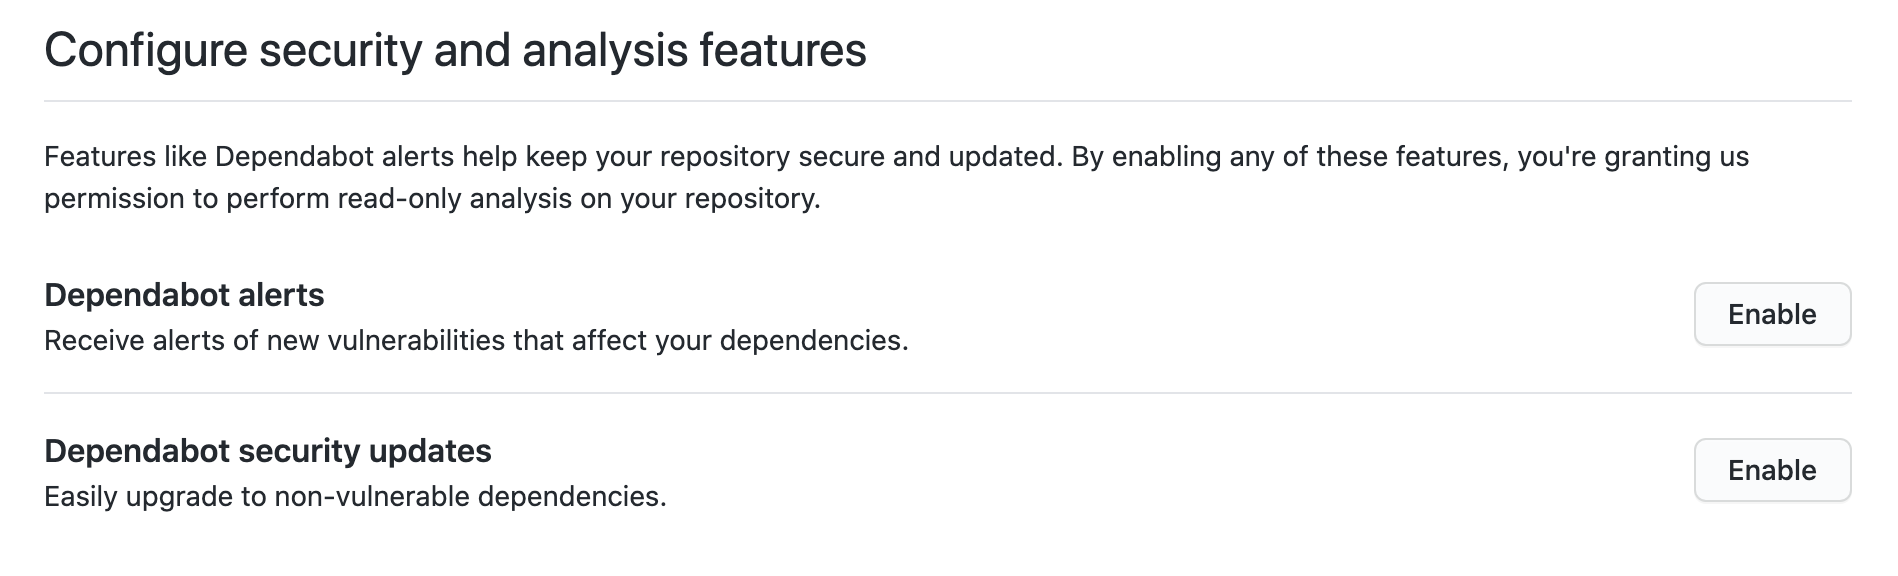 Configure security and analysis features
Features like Dependabot alerts help keep your repository secure and updated. By enabling any of these features, you're granting us
permission to perform read-only analysis on your repository.
Dependabot alerts
Receive alerts of new vulnerabilities that affect your dependencies.
Enable
Dependabot security updates
Easily upgrade to non-vulnerable dependencies.
Enable